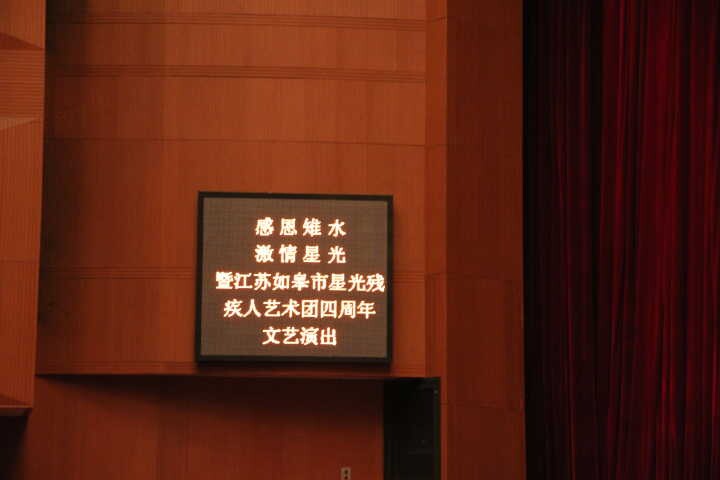 感恩雉水
激情星光
暨江苏如皋市星光残
疾人艺术团四周年
文艺演出